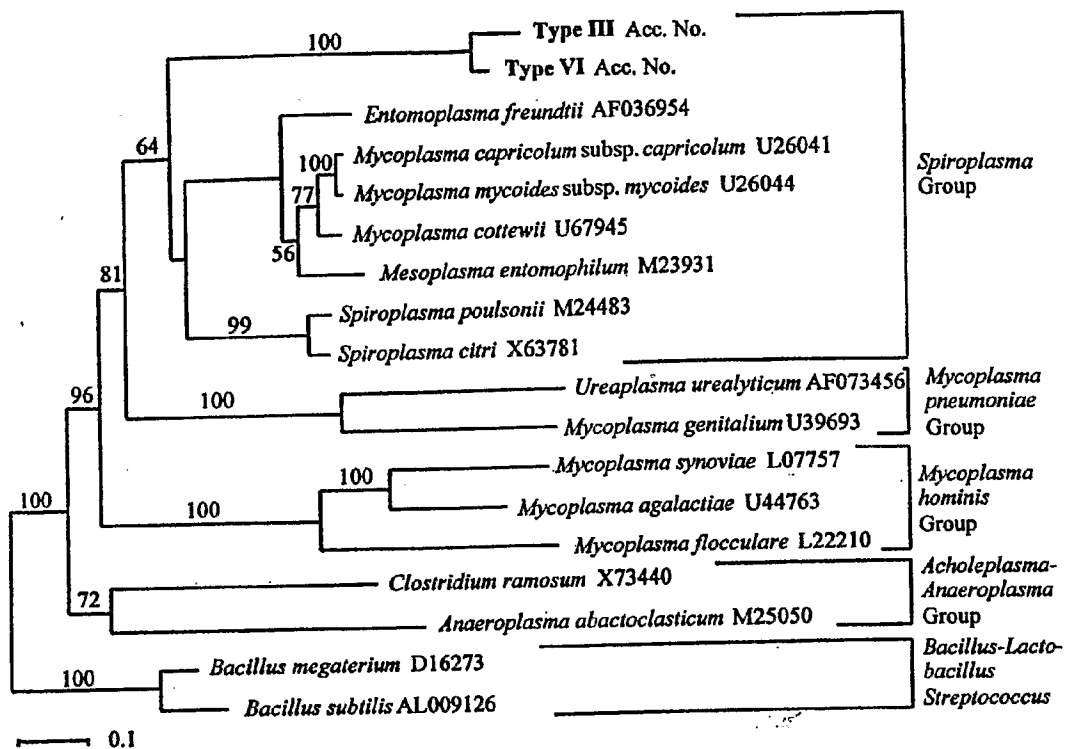 Type III Acc. No.
100
Type VI Acc. No.
Entomoplasma freundtii AF036954
64
100
Mycoplasma capricolum subsp. capricolum U26041
Spiroplasma
Group
Mycoplasma mycoides subsp. mycoides U26044
77
Mycoplasma cottewii U67945
56
Mesoplasma entomophilum M23931
81
Spiroplasma poulsonii M24483
99
Spiroplasma citri X63781
Ureaplasma urealyticum AF073456
Mycoplasma
pneumoniae
Group
96
100
Mycoplasma genitalium U39693
Mycoplasma synoviae L07757
Mycoplasma
hominis
Group
100
100
100
Mycoplasma agalactiae U44763
Mycoplasma flocculare L22210
Acholeplasma-
Anaeroplasma
Group
Clostridium ramosum X73440
72
Anaeroplasma abactoclasticum M25050
Bacillus-Lacto-
bacillus
Streptococcus
Bacillus megaterium D16273
100
Bacillus subtilis AL009126
0.1